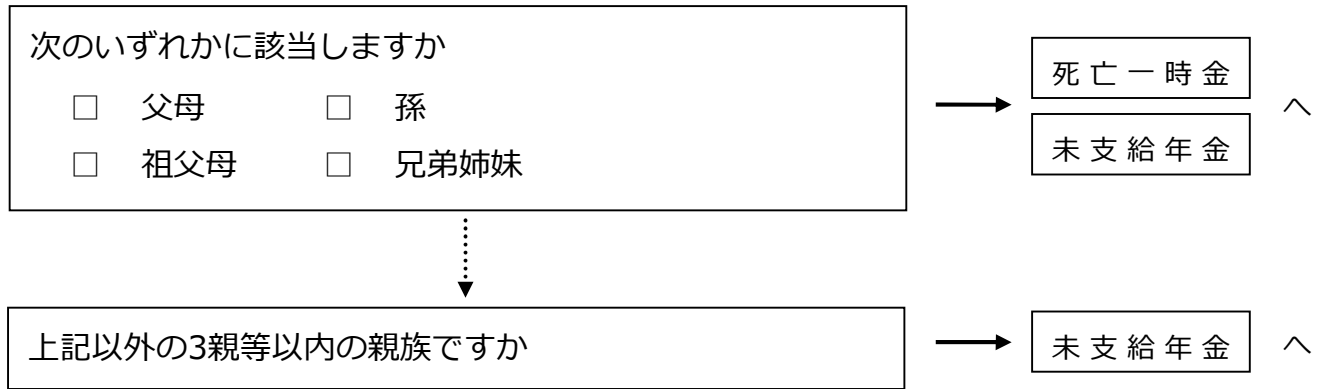 次のいずれかに該当しますか
□ 父母 □ 孫
□ 祖父母 □ 兄弟姉妹
死亡一時金
未支給年金
へ
上記以外の3親等以内の親族ですか
未支給年金 へ